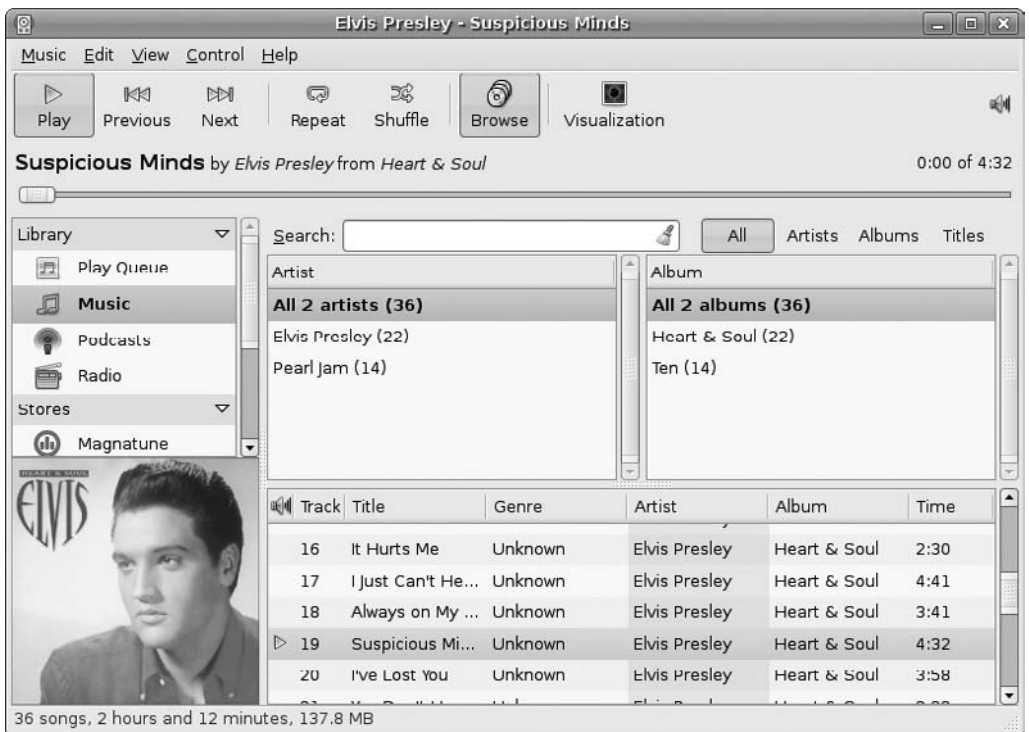 Elvis Presley - Suspicious Minds
Music Edit View Control Help
Play Previous Next Repeat Shuffle Browse Visualization
Suspicious Minds by Elvis Presley from Heart & Soul 0:00 of 4:32
Library
Play Queue
Music
Podcasts
Radio
Stores
Magnatune
Search: All Artists Albums Titles
Artist
All 2 artists (36)
Elvis Presley (22)
Pearl Jam (14)
Album
All 2 albums (36)
Heart & Soul (22)
Ten (14)
HEART & SOUL
ELVIS
Track Title Genre Artist Album Time
16 It Hurts Me Unknown Elvis Presley Heart & Soul 2:30
17 I Just Can't He... Unknown Elvis Presley Heart & Soul 4:41
18 Always on My ... Unknown Elvis Presley Heart & Soul 3:41
19 Suspicious Mi... Unknown Elvis Presley Heart & Soul 4:32
20 I've Lost You Unknown Elvis Presley Heart & Soul 3:58
36 songs, 2 hours and 12 minutes, 137.8 MB